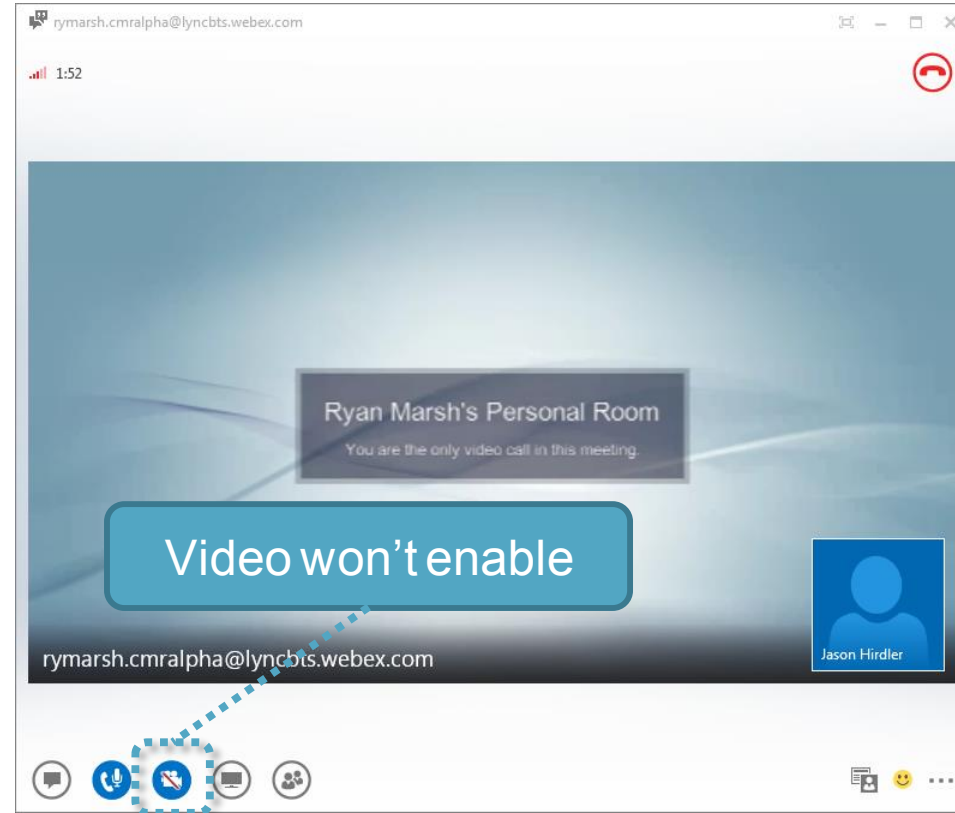 rymarsh.cmralpha@lyncbts.webex.com
1:52
Ryan Marsh's Personal Room
You are the only video call in this meeting.
Video won't enable
rymarsh.cmralpha@lyncbts.webex.com
Jason Hirdler